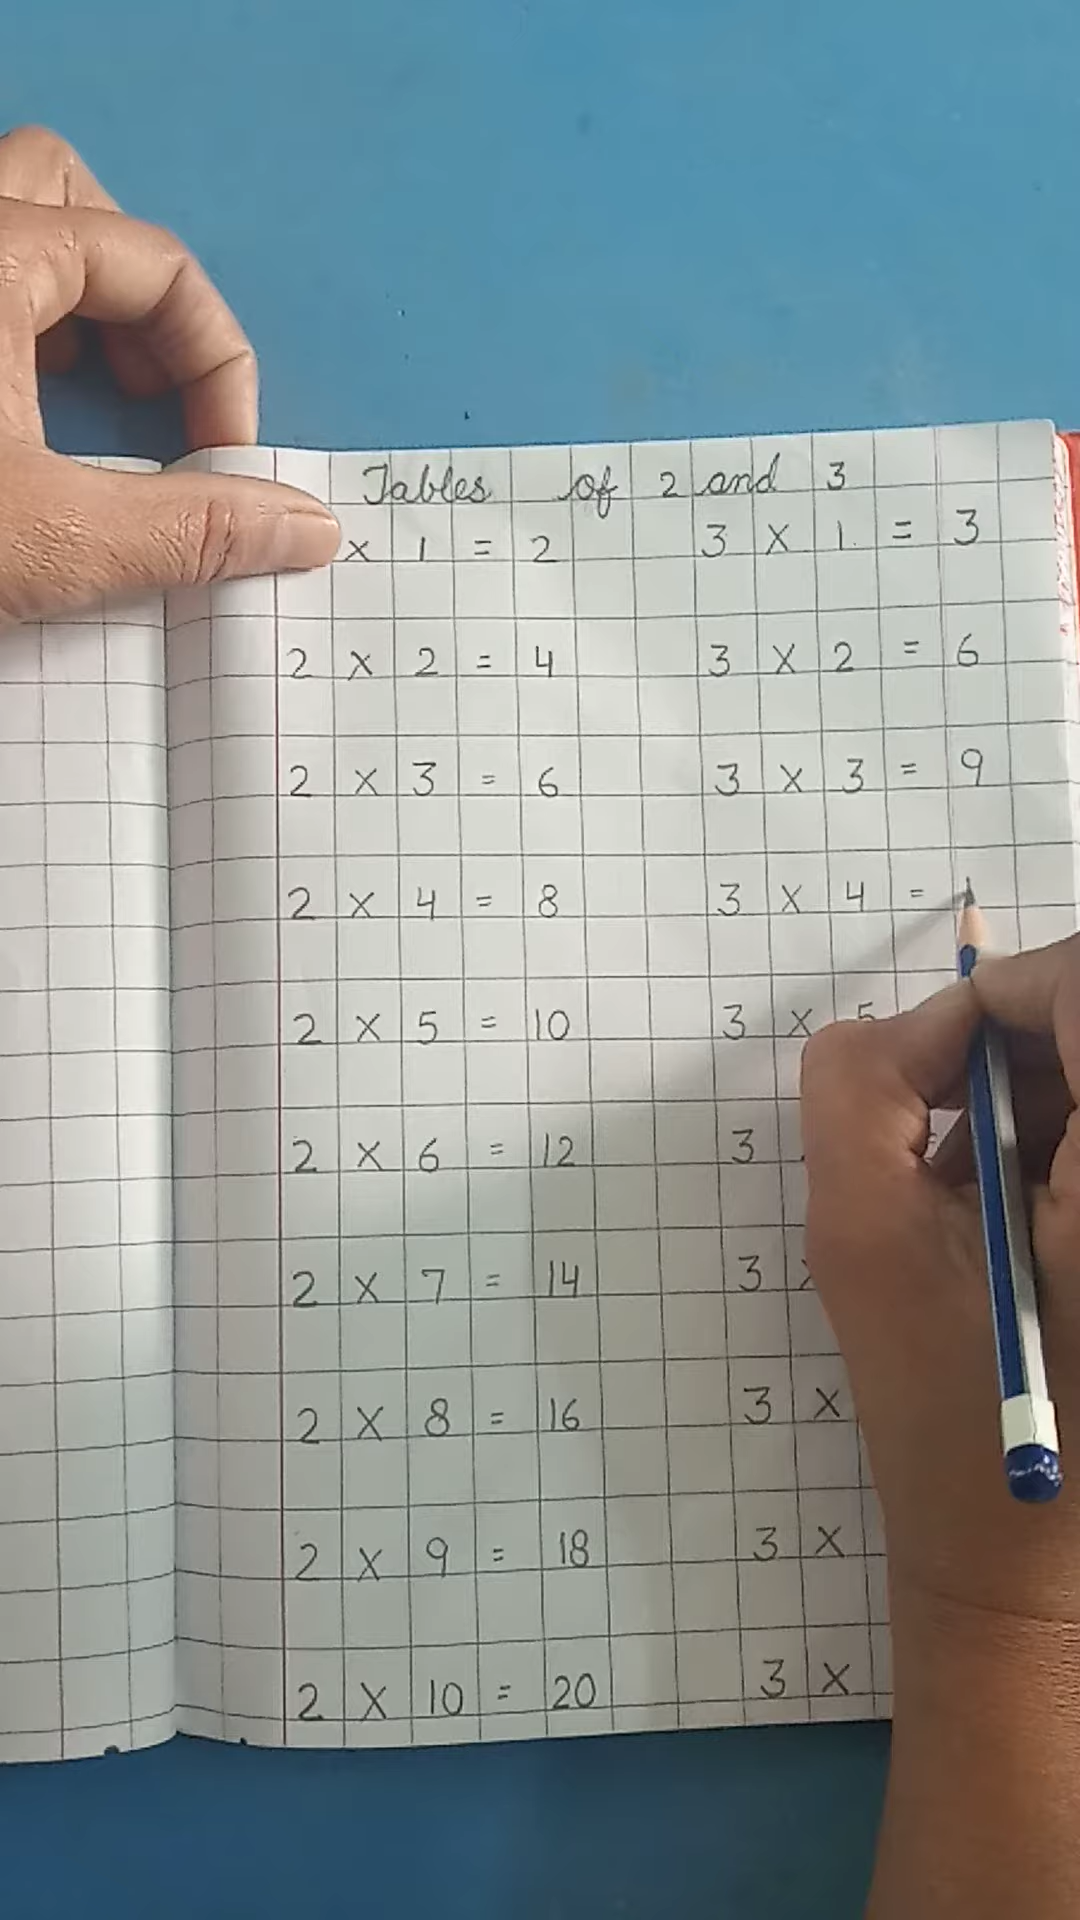 Tables of 2 and 3
x 1 = 2 3 x 1 = 3
2 x 2 = 4 3 x 2 = 6
2 x 3 = 6 3 x 3 = 9
2 x 4 = 8 3 x 4 = 1
2 x 5 = 10 3 x 5
2 x 6 = 12 3 =
2 x 7 = 14 3 x
2 x 8 = 16 3 x
2 x 9 = 18 3 x
2 x 10 = 20 3 x